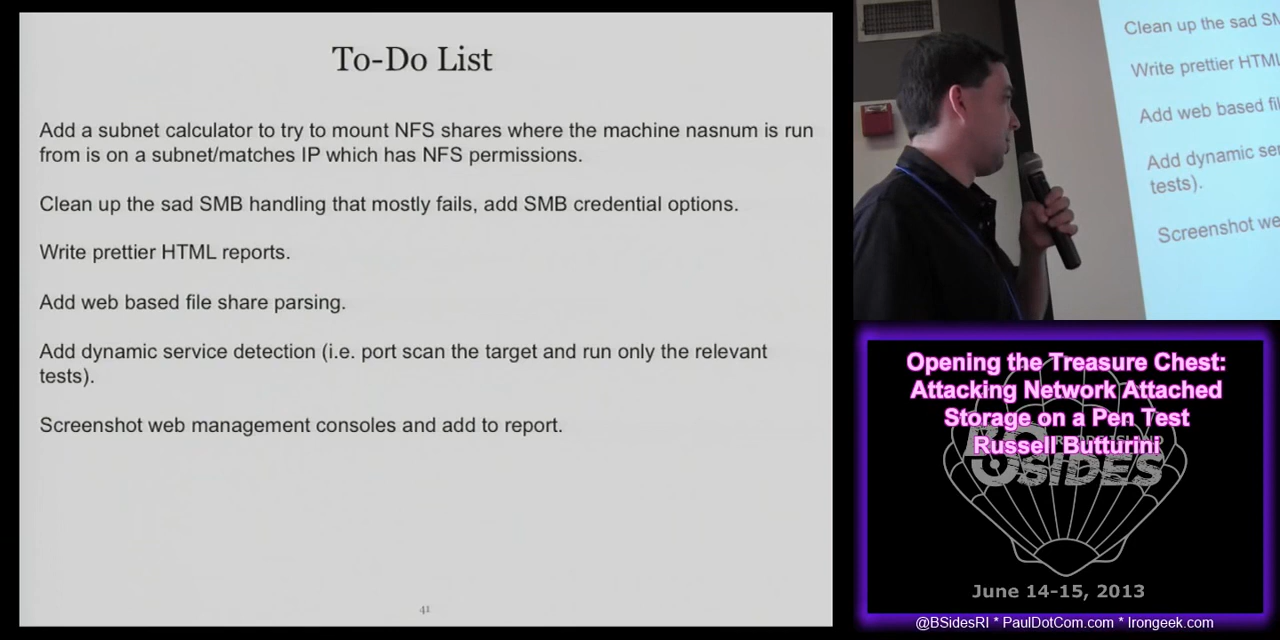 To-Do List
Add a subnet calculator to try to mount NFS shares where the machine nasnum is run
from is on a subnet/matches IP which has NFS permissions.
Clean up the sad SMB handling that mostly fails, add SMB credential options.
Write prettier HTML reports.
Add web based file share parsing.
Add dynamic service detection (i.e. port scan the target and run only the relevant
tests).
Screenshot web management consoles and add to report.
41
Clean up the sad SM
Write prettier HTML
Add web based file
Add dynamic ser
tests).
Screenshot we
Opening the Treasure Chest:
Attacking Network Attached
Storage on a Pen Test
Russell Butturini
BSIDES
June 14-15, 2013
@BSidesRI * PaulDotCom.com * Irongeek.com